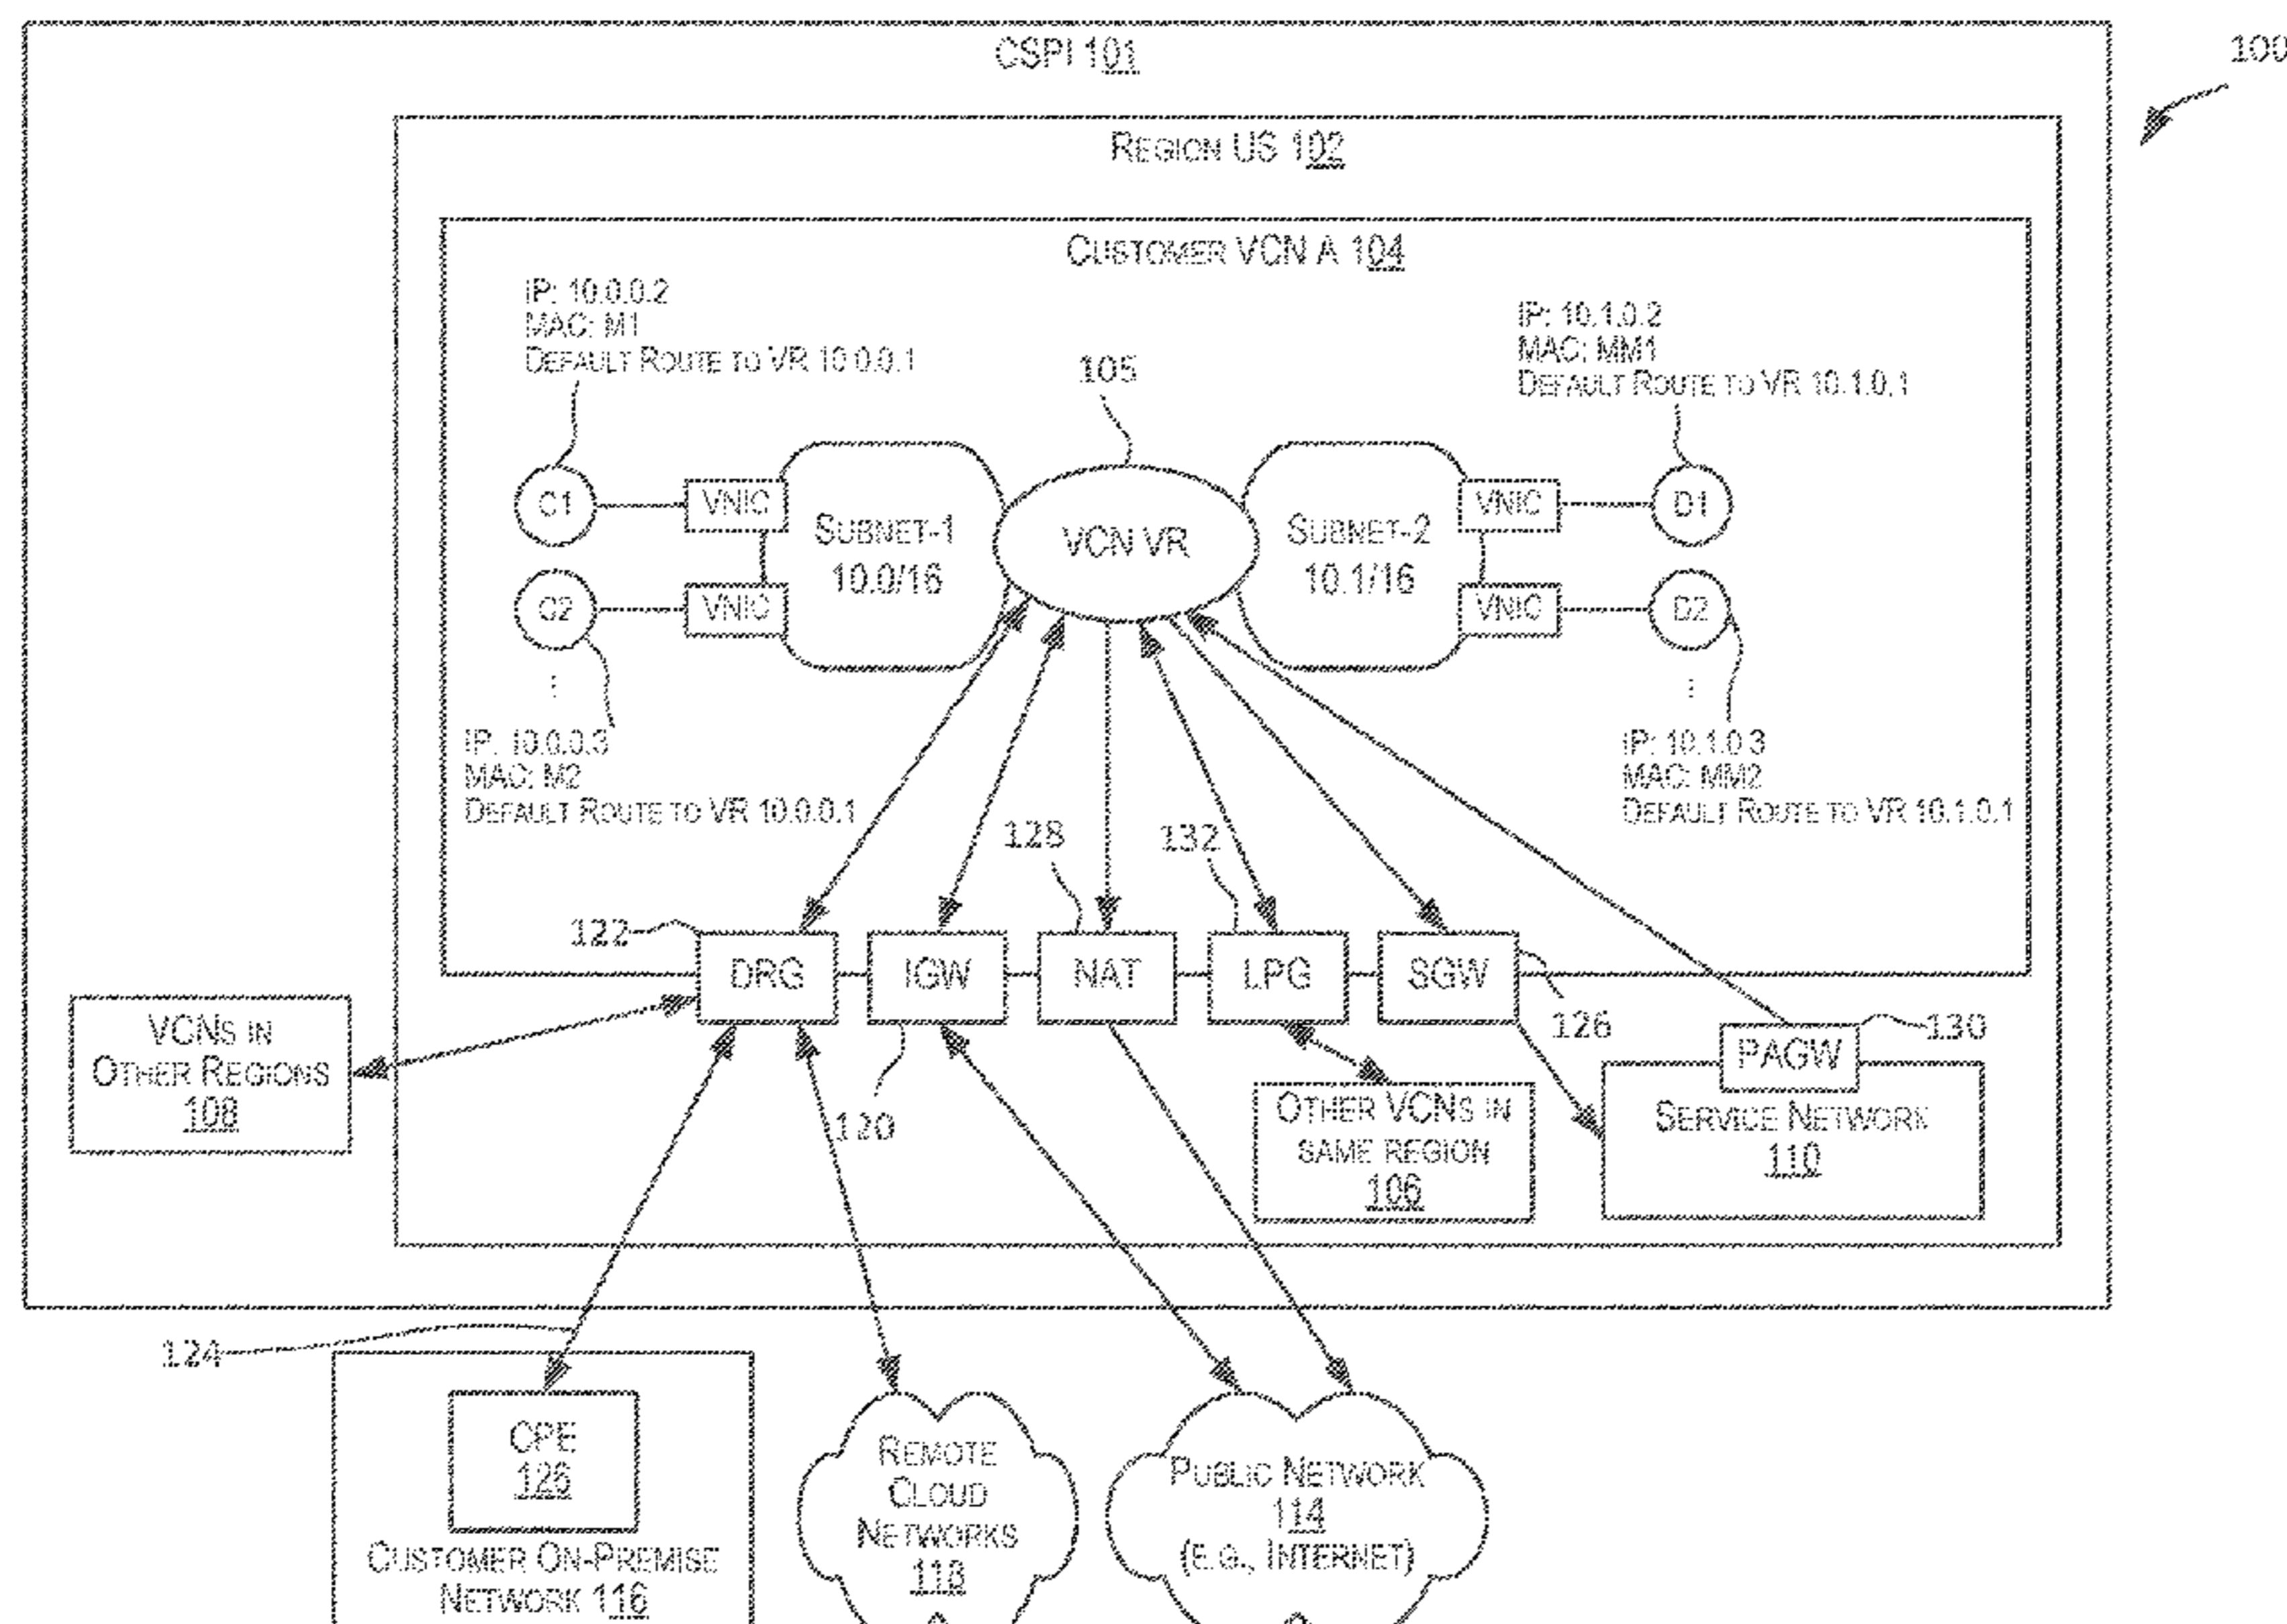 CSPI 101
100
REGION US 102
CUSTOMER VCN A 104
IP: 10.0.0.2
MAC: M1
DEFAULT ROUTE TO VR 10 0.0.1
IP: 10.1.0.2
MAC: MM1
DEFAULT ROUTE TO VR 10.1.0.1
105
C1
VNIC
SUBNET-1
10.0/16
VCN VR
SUBNET-2
10.1/16
VNIC
D1
C2
VNIC
VNIC
D2
IP: 10.0.0.3
MAC: M2
DEFAULT ROUTE TO VR 10.0.0.1
IP: 10.1.0.3
MAC: MM2
DEFAULT ROUTE TO VR 10.1.0.1
128
132
122
DRG
IGW
NAT
LPG
SGW
126
130
PAGW
VCNS IN
OTHER REGIONS
108
120
OTHER VCNS IN
SAME REGION
106
SERVICE NETWORK
110
124
CPE
126
CUSTOMER ON-PREMISE
NETWORK 116
REMOTE
CLOUD
NETWORKS
118
PUBLIC NETWORK
114
(E.G., INTERNET)